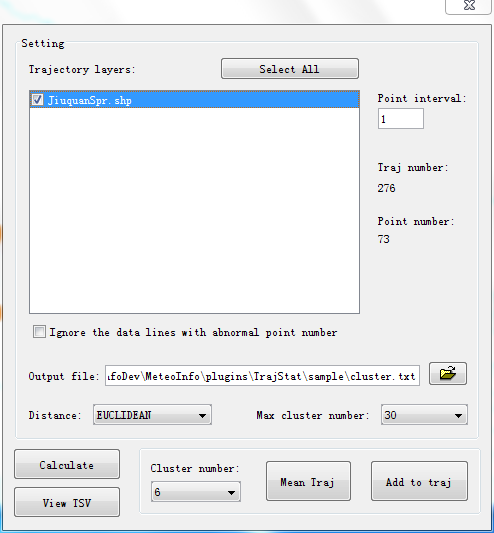 Setting
Trajectory layers:
Select All
Point interval:
JiuquanSpr.shp
1
Traj number:
276
Point number:
73
Ignore the data lines with abnormal point number
Output file:
nfoDev\MeteoInfo\plugins\TrajStat\sample\cluster.txt
Distance:
EUCLIDEAN
Max cluster number:
30
Calculate
Cluster number:
Mean Traj
Add to traj
6
View TSV